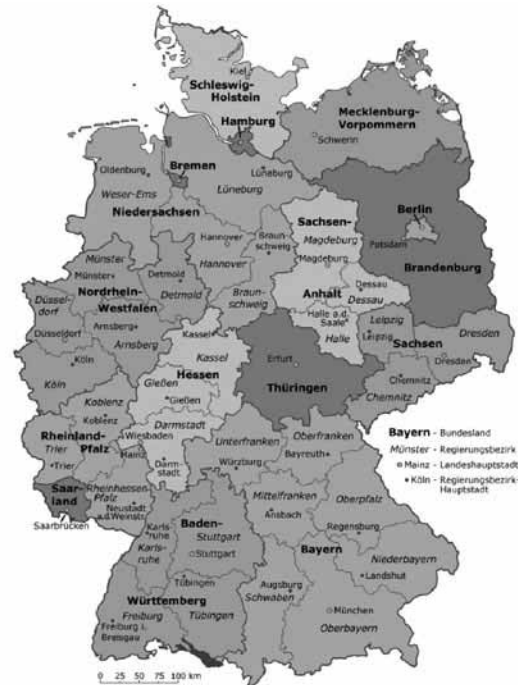 Kiel
Schleswig-
Holstein
Hamburg
Mecklenburg-
Vorpommern
Schwerin
Bremen
Oldenburg
Weser-Ems
Lüneburg
Lüneburg
Niedersachsen
Hannover
Hannover
Braun-
schweig
Braun-
schweig
Sachsen-
Magdeburg
Magdeburg
Anhalt
Dessau
Dessau
Halle a.d.
Saale
Halle
Berlin
Potsdam
Brandenburg
Münster
Münster
Detmold
Detmold
Nordrhein-
Westfalen
Düssel-
dorf
Düsseldorf
Arnsberg
Arnsberg
Köln
Köln
Kassel
Kassel
Hessen
Gießen
Gießen
Darmstadt
Darm-
stadt
Wiesbaden
Erfurt
Thüringen
Leipzig
Leipzig
Sachsen
Dresden
Dresden
Chemnitz
Chemnitz
Koblenz
Koblenz
Rheinland-
Pfalz
Trier
Trier
Mainz
Rheinhessen
Pfalz
Neustadt
a.d.Weinstr.
Saar-
land
Saarbrücken
Unterfranken
Würzburg
Oberfranken
Bayreuth
Mittelfranken
Ansbach
Oberpfalz
Regensburg
Bayern
Niederbayern
Landshut
Augsburg
Schwaben
München
Oberbayern
Karls-
ruhe
Karls-
ruhe
Baden-
Stuttgart
Stuttgart
Tübingen
Württemberg
Freiburg
Tübingen
Freiburg i.
Breisgau
Bayern - Bundesland
Münster - Regierungsbezirk
Mainz - Landeshauptstadt
Köln - Regierungsbezirk-
Hauptstadt
0 25 50 75 100 km